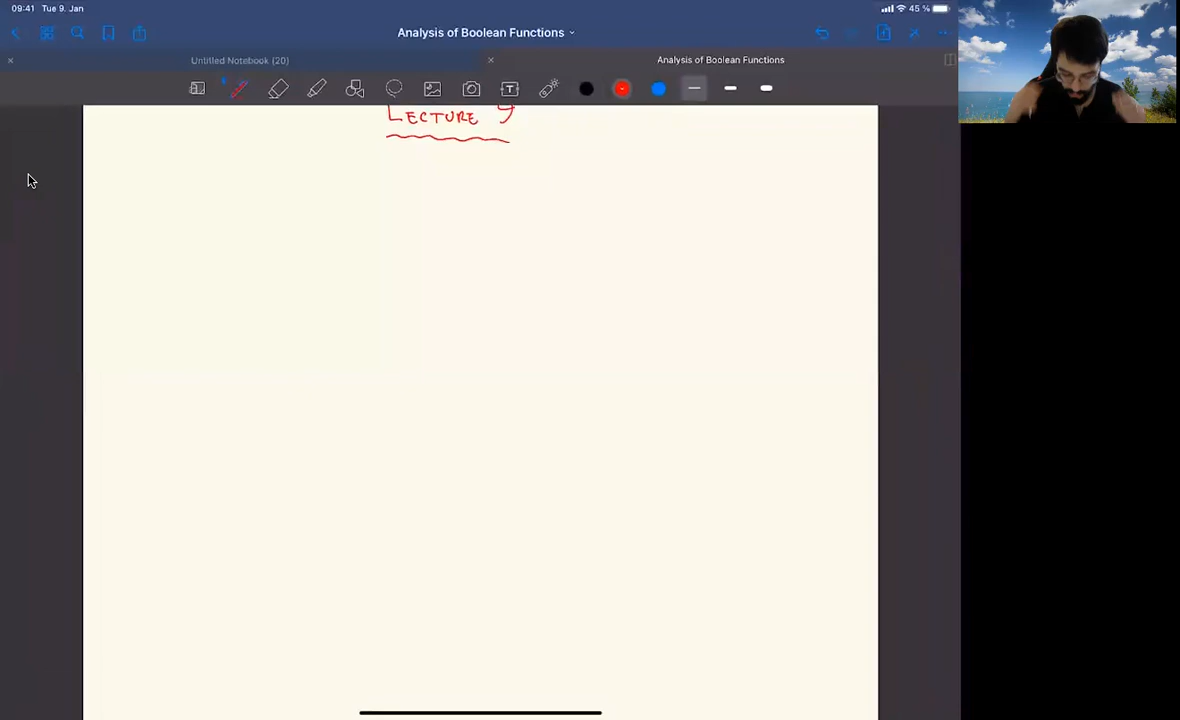 09:41 Tue 9. Jan
45 %
Analysis of Boolean Functions
Untitled Notebook (20)
Analysis of Boolean Functions
T
LECTURE 9